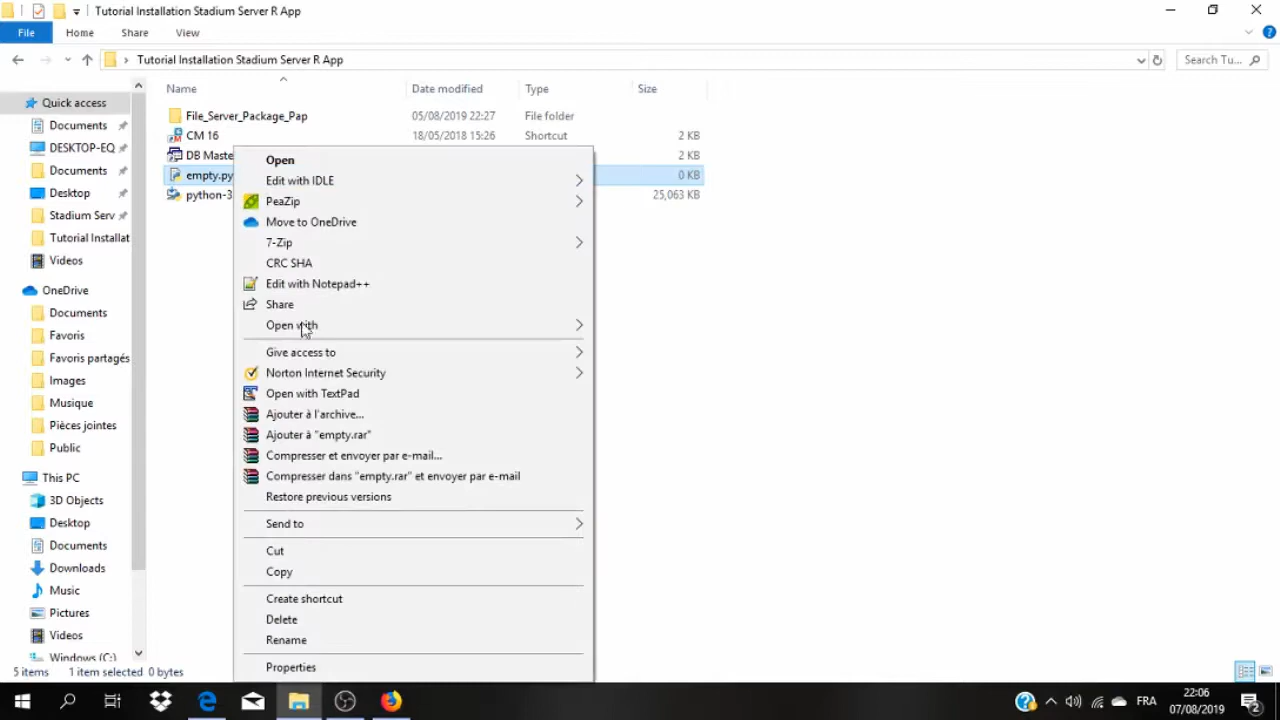 Tutorial Installation Stadium Server R App
File Home Share View
Tutorial Installation Stadium Server R App Search Tu...
Name Date modified Type Size
Quick access
Documents
DESKTOP-EQ
Documents
Desktop
Stadium Serv
Tutorial Installat
Videos
OneDrive
Documents
Favoris
Favoris partagés
Images
Musique
Pièces jointes
Public
This PC
3D Objects
Desktop
Documents
Downloads
Music
Pictures
Videos
Windows (C:)
File_Server_Package_Pap 05/08/2019 22:27 File folder
CM 16 18/05/2018 15:26 Shortcut 2 KB
DB Maste 2 KB
empty.py 0 KB
python-3 25,063 KB
Open
Edit with IDLE
PeaZip
Move to OneDrive
7-Zip
CRC SHA
Edit with Notepad++
Share
Open with
Give access to
Norton Internet Security
Open with TextPad
Ajouter à l'archive...
Ajouter à "empty.rar"
Compresser et envoyer par e-mail...
Compresser dans "empty.rar" et envoyer par e-mail
Restore previous versions
Send to
Cut
Copy
Create shortcut
Delete
Rename
Properties
5 items 1 item selected 0 bytes
FRA
22:06
07/08/2019
2